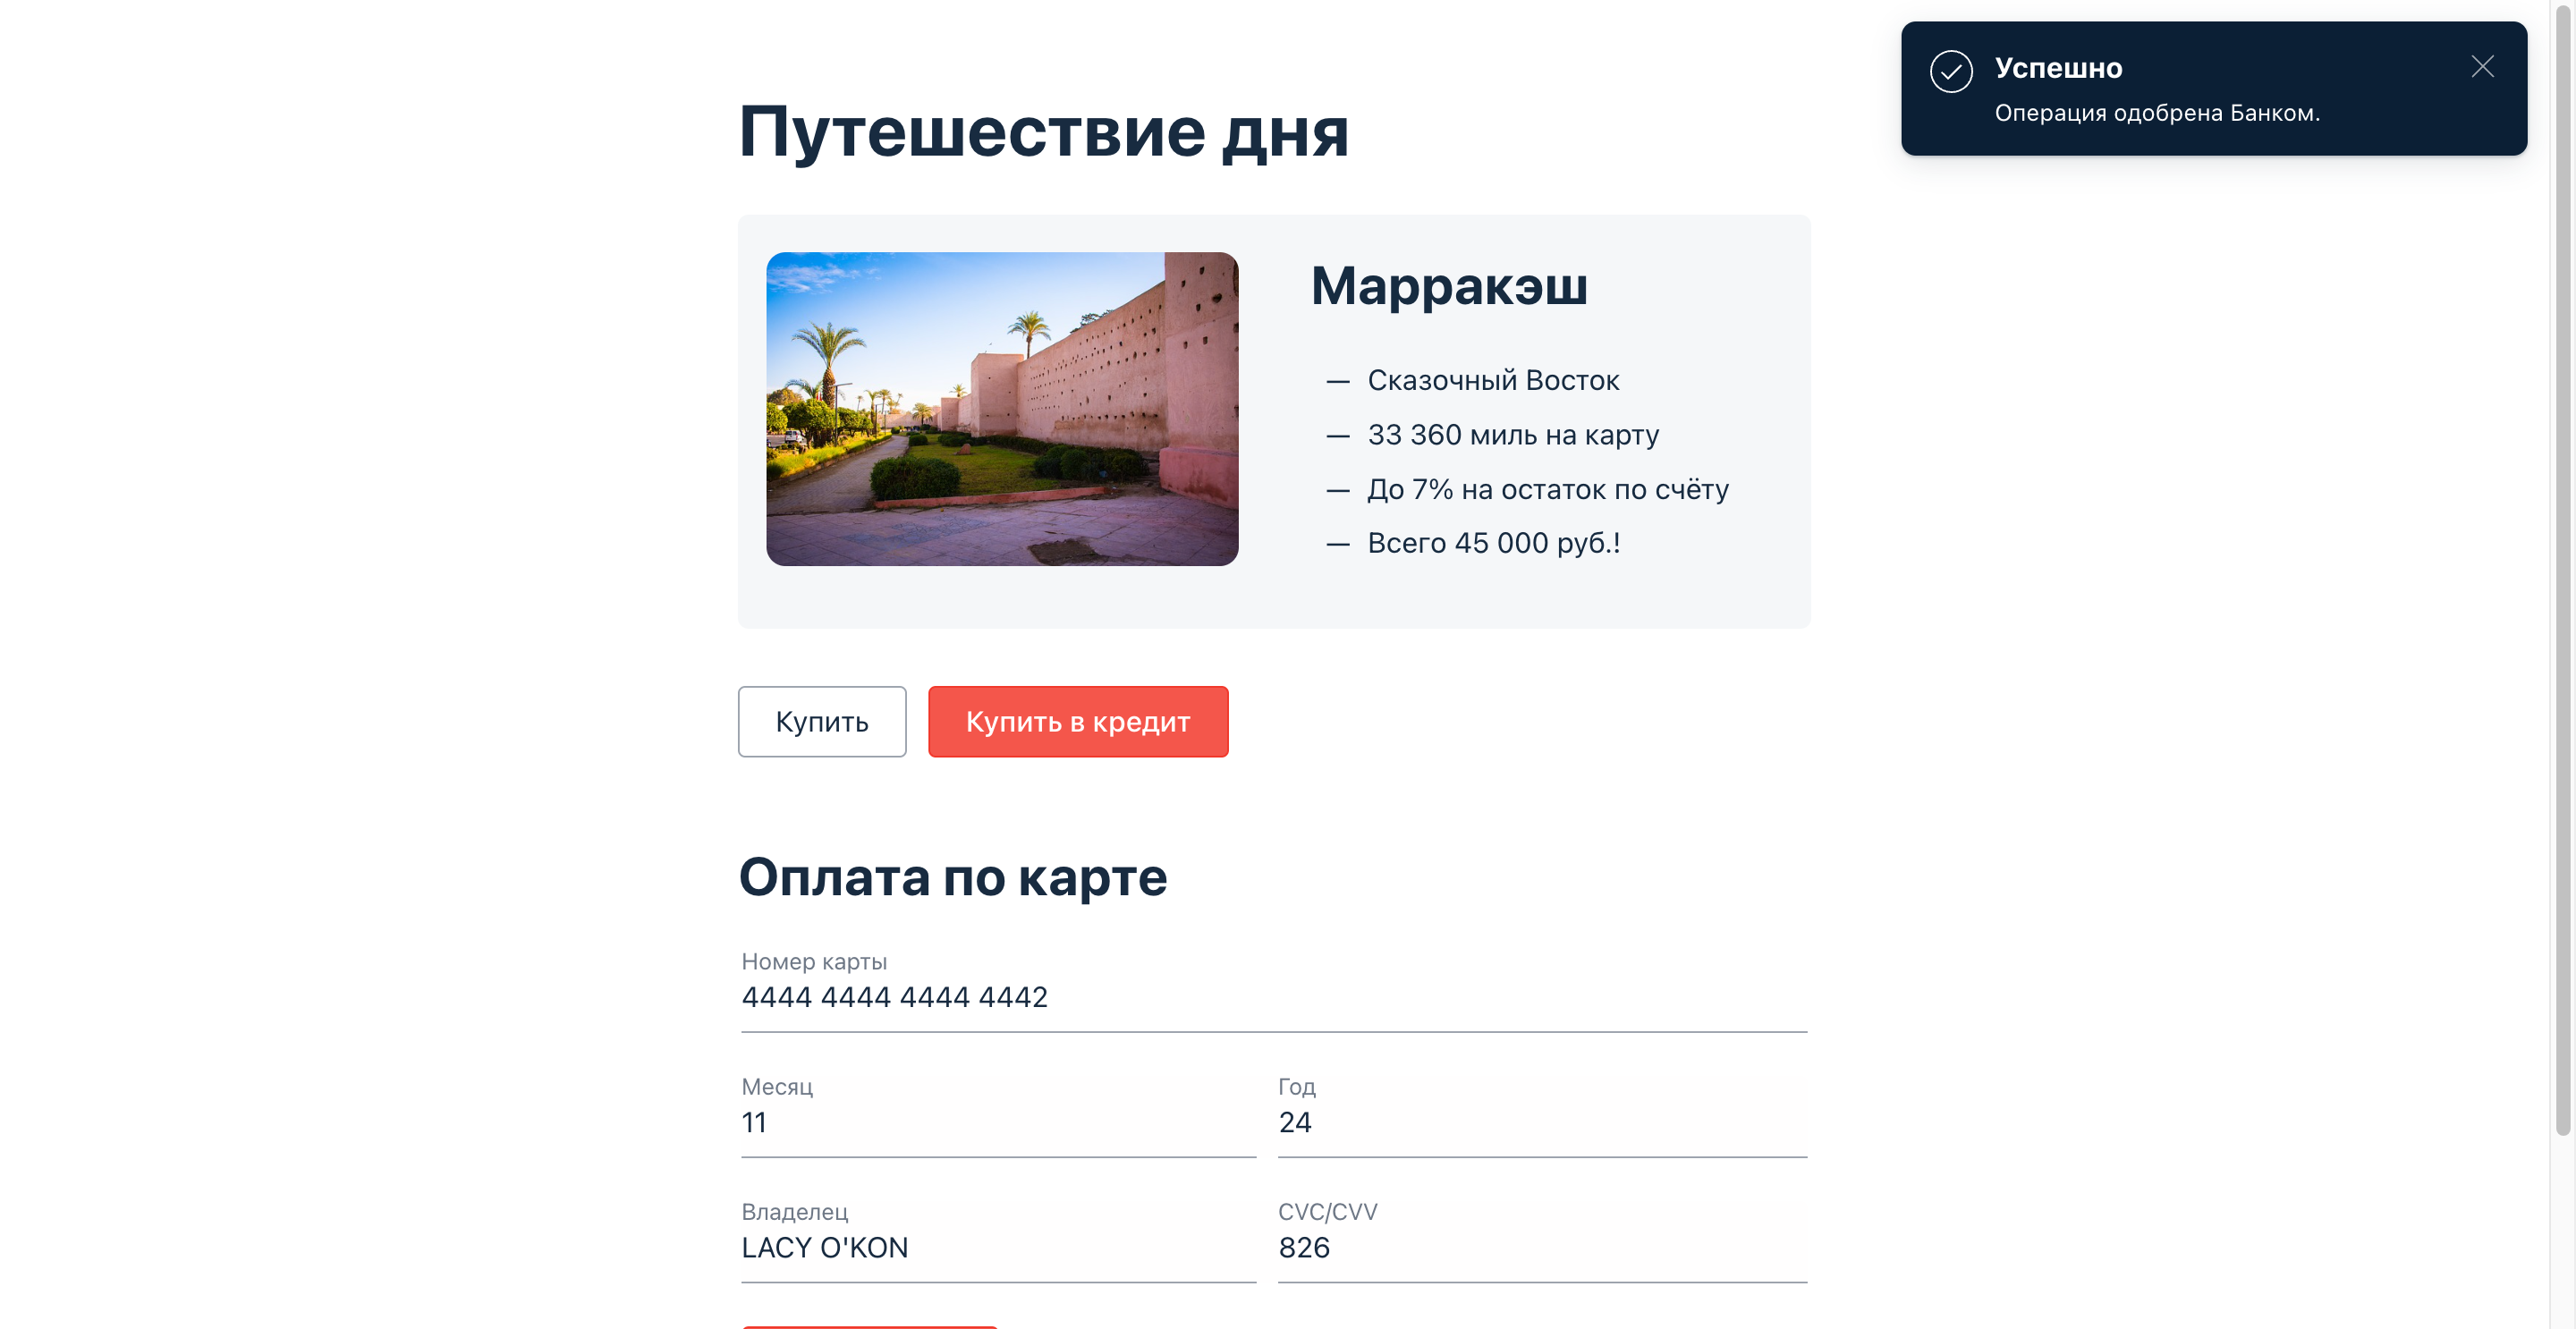 Успешно
Операция одобрена Банком.
Путешествие дня
Марракэш
— Сказочный Восток
— 33 360 миль на карту
— До 7% на остаток по счёту
— Всего 45 000 руб.!
Купить
Купить в кредит
Оплата по карте
Номер карты
4444 4444 4444 4442
Месяц
11
Год
24
Владелец
LACY O'KON
CVC/CVV
826